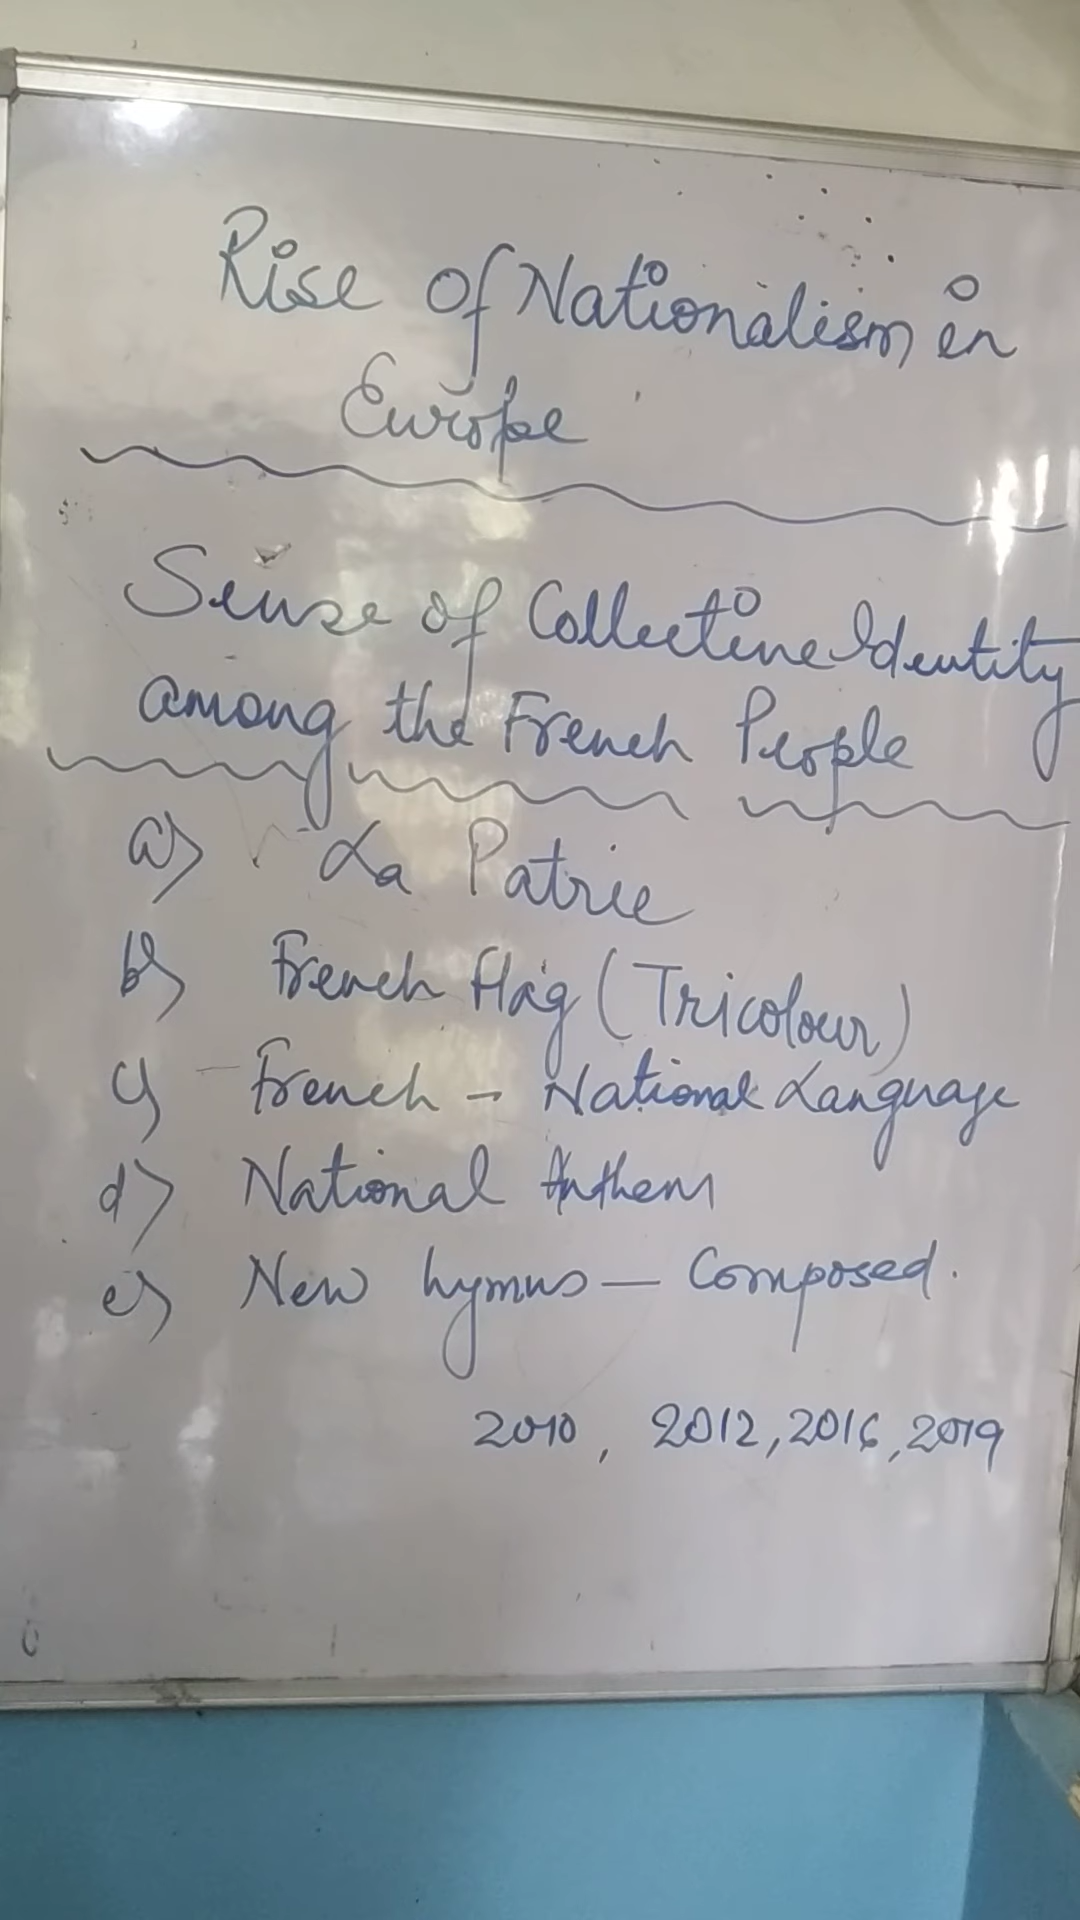 Rise of Nationalism in
Europe
Sense of Collective Identity
among the French People
a) La Patrie
b) French flag (Tricolour)
c) French - National Language
d) National Anthem
e) New hymns - Composed.
2010, 2012, 2016, 2019